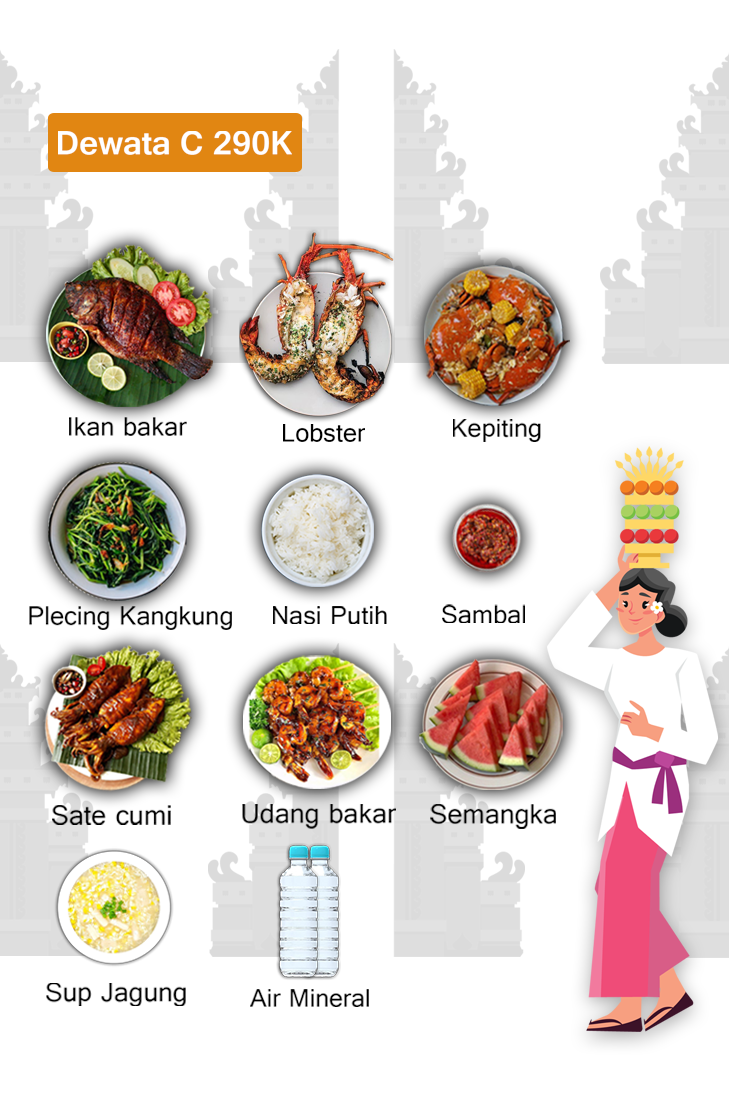 Dewata C 290K
Ikan bakar
Lobster
Kepiting
Plecing Kangkung
Nasi Putih
Sambal
Sate cumi
Udang bakar
Semangka
Sup Jagung
Air Mineral